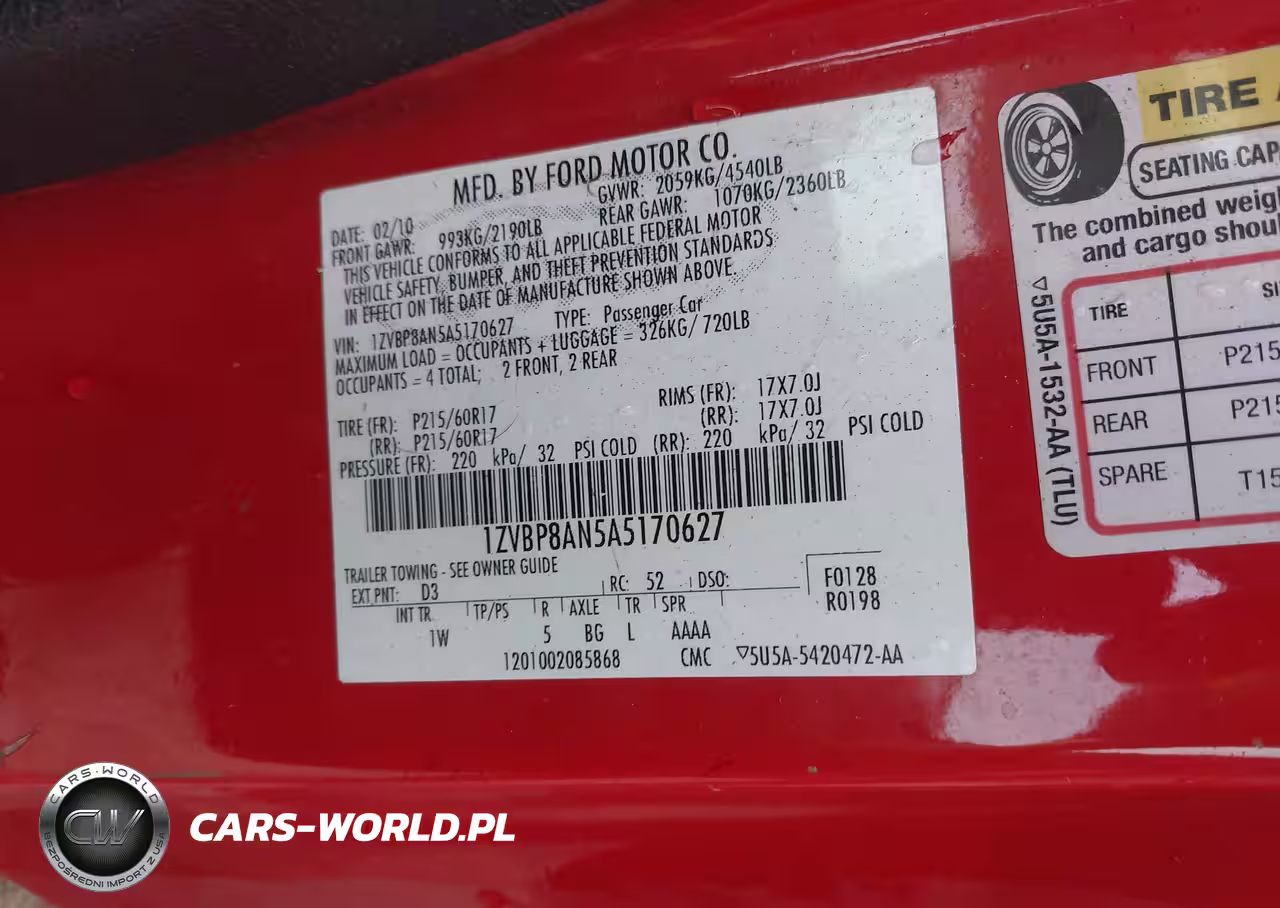 MFD. BY FORD MOTOR CO.
DATE: 02/10 GVWR: 2059KG/4540LB
FRONT GAWR: 993KG/2190LB REAR GAWR: 1070KG/2360LB
THIS VEHICLE CONFORMS TO ALL APPLICABLE FEDERAL MOTOR
VEHICLE SAFETY, BUMPER, AND THEFT PREVENTION STANDARDS
IN EFFECT ON THE DATE OF MANUFACTURE SHOWN ABOVE.
VIN: 1ZVBP8AN5A5170627 TYPE: Passenger Car
MAXIMUM LOAD = OCCUPANTS + LUGGAGE = 326KG/ 720LB
OCCUPANTS = 4 TOTAL; 2 FRONT, 2 REAR
TIRE (FR): P215/60R17 RIMS (FR): 17X7.0J
(RR): P215/60R17 (RR): 17X7.0J
PRESSURE (FR): 220 kPa/ 32 PSI COLD (RR): 220 kPa/ 32 PSI COLD
1ZVBP8AN5A5170627
TRAILER TOWING - SEE OWNER GUIDE
EXT PNT: D3 RC: 52 DSO: F0128
R0198
INT TR TP/PS R AXLE TR SPR
1W 5 BG L AAAA
1201002085868 CMC ▽5U5A-5420472-AA
TIRE
SEATING CAP
The combined weig
and cargo shou
TIRE SI
FRONT P215
REAR P215
SPARE T15
▽5U5A-1532-AA (TLU)
CARS-WORLD
CW
BEZPOŚREDNI IMPORT Z USA
CARS-WORLD.PL